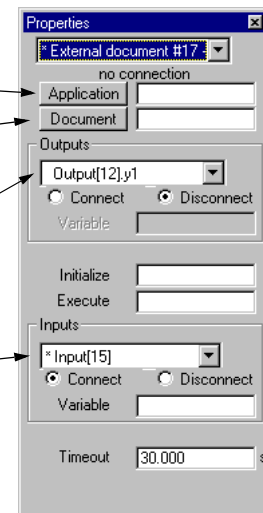 Properties
* External document #17 -
no connection
Application
Document
Outputs
Output[12].y1
Connect Disconnect
Variable
Initialize
Execute
Inputs
* Input[15]
Connect Disconnect
Variable
Timeout 30.000 s